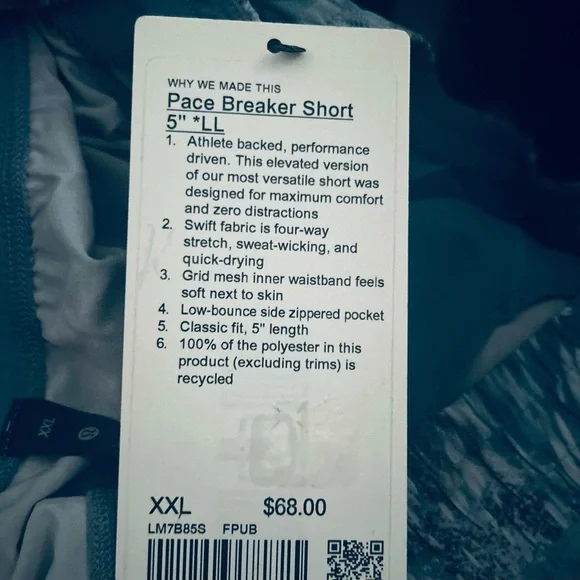 WHY WE MADE THIS
Pace Breaker Short
5" *LL
1. Athlete backed, performance
driven. This elevated version
of our most versatile short was
designed for maximum comfort
and zero distractions
2. Swift fabric is four-way
stretch, sweat-wicking, and
quick-drying
3. Grid mesh inner waistband feels
soft next to skin
4. Low-bounce side zippered pocket
5. Classic fit, 5" length
6. 100% of the polyester in this
product (excluding trims) is
recycled
XXL
XXL $68.00
LM7B85S FPUB